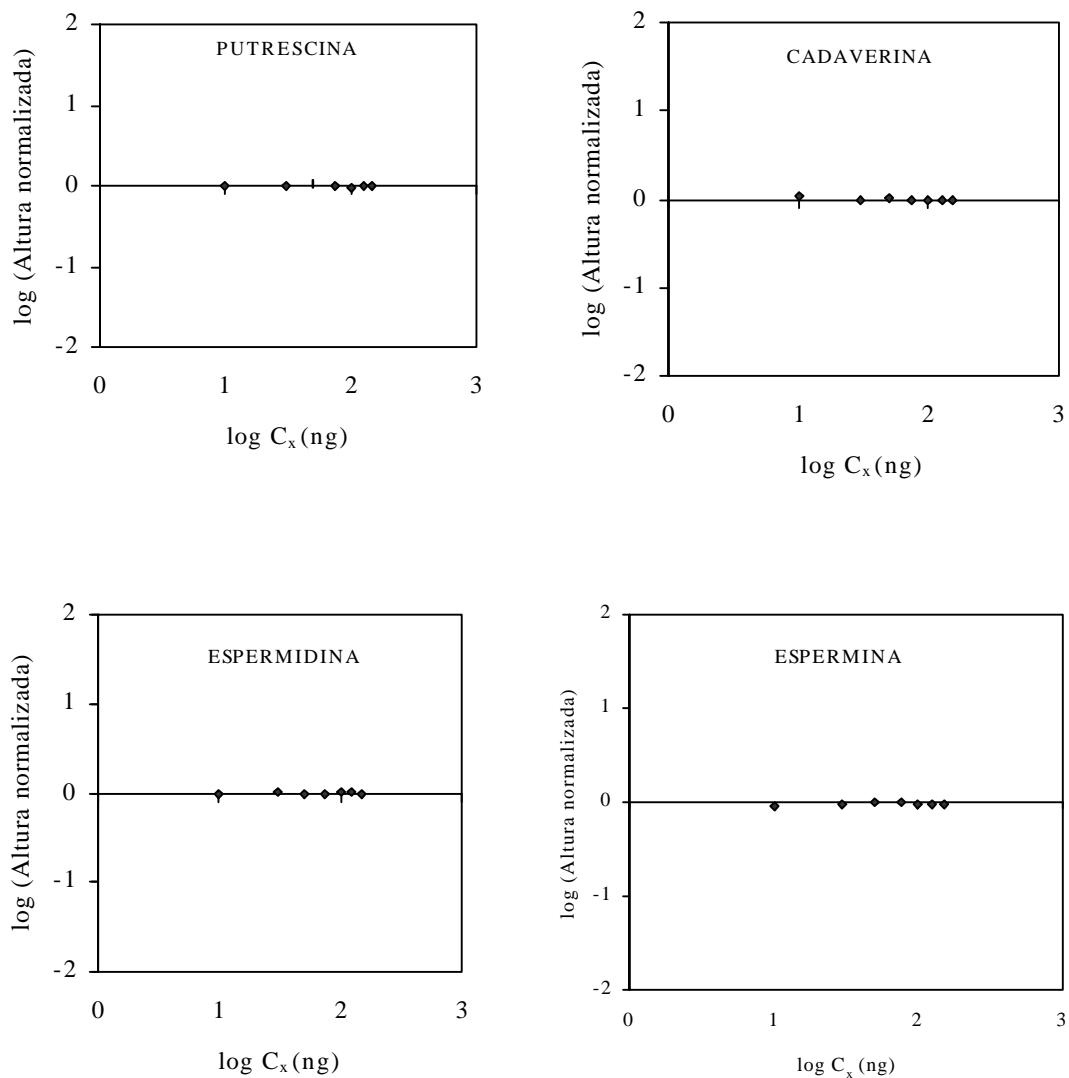 PUTRESCINA
log (Altura normalizada)
2
1
0
-1
-2
0 1 2 3
log Cx (ng)
CADAVERINA
log (Altura normalizada)
2
1
0
-1
-2
0 1 2 3
log Cx (ng)
ESPERMIDINA
log (Altura normalizada)
2
1
0
-1
-2
0 1 2 3
log Cx (ng)
ESPERMINA
log (Altura normalizada)
2
1
0
-1
-2
0 1 2 3
log Cx (ng)